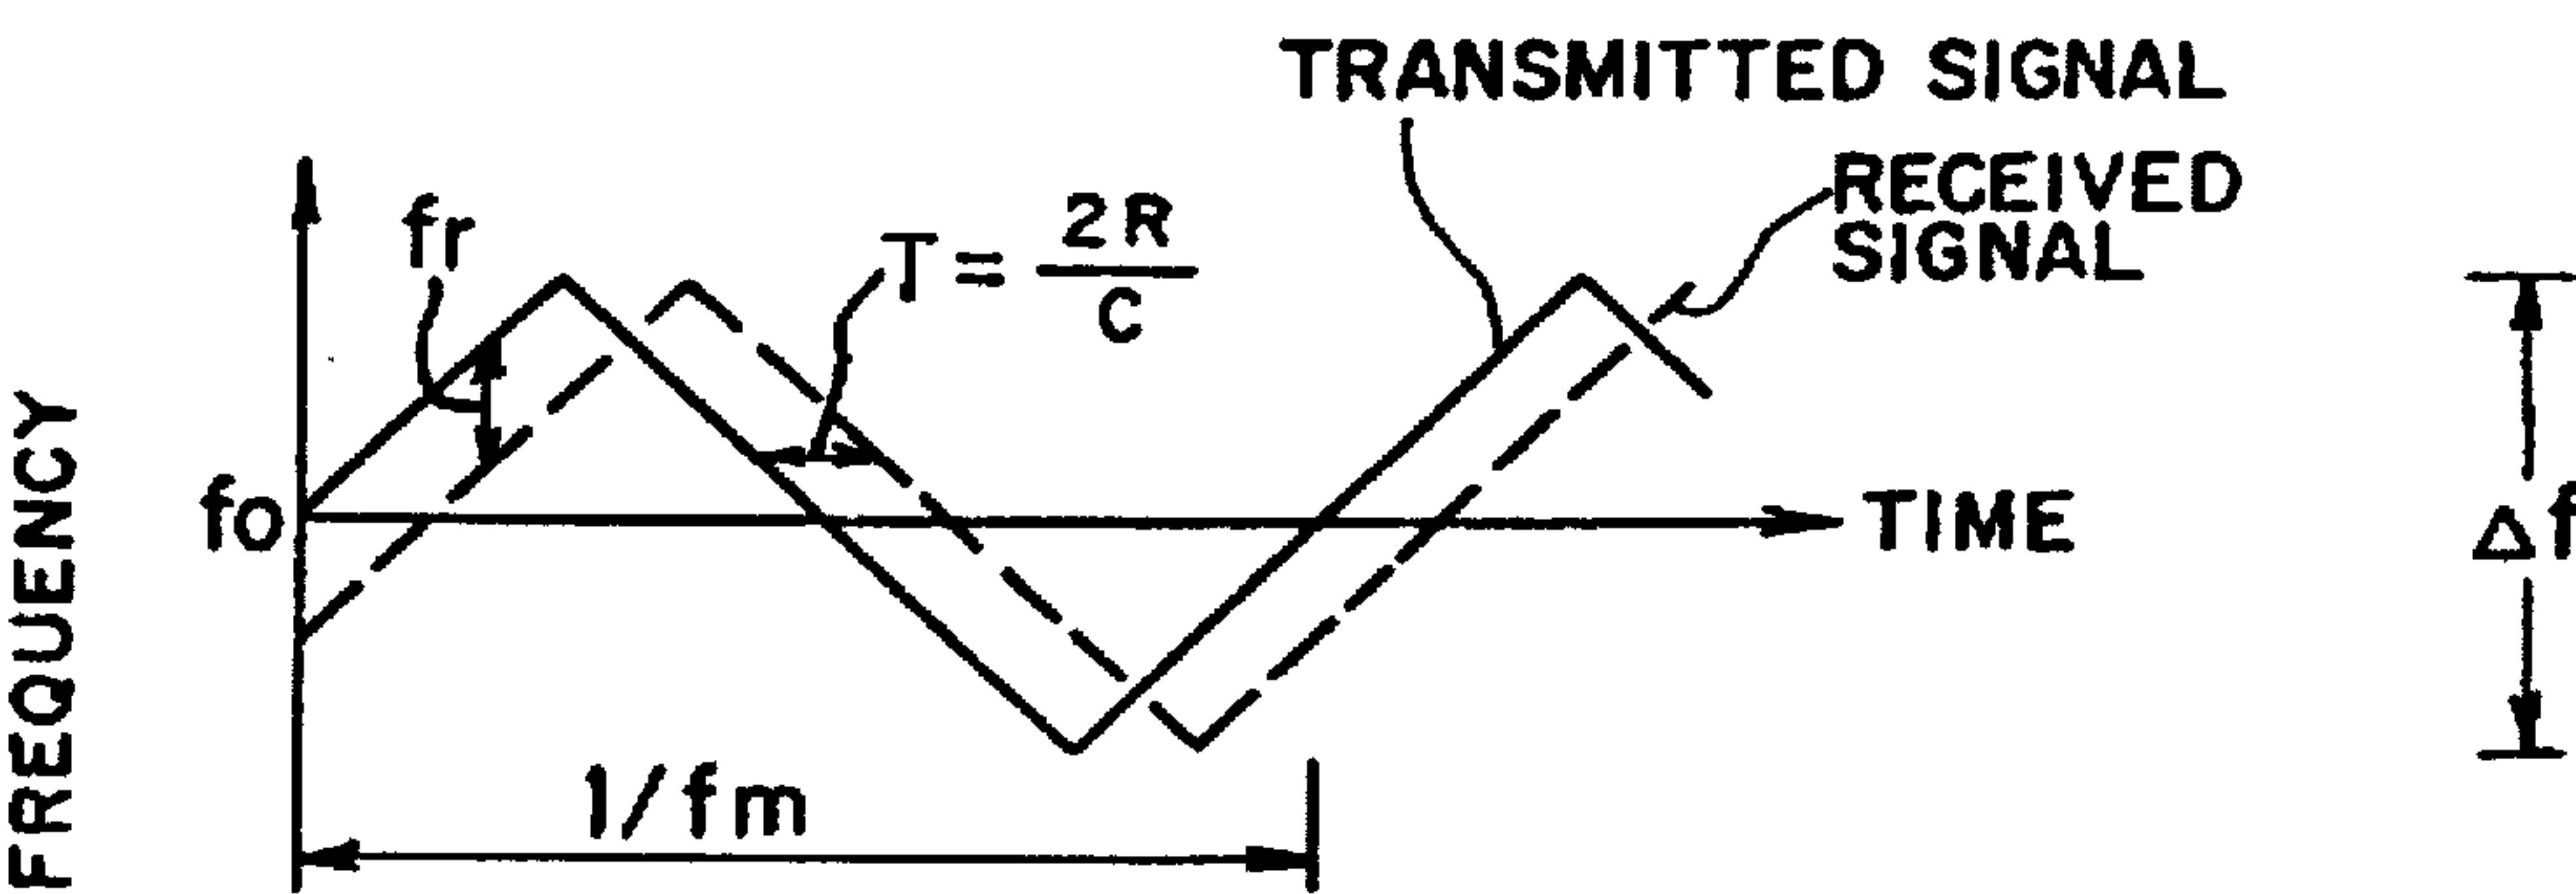 TRANSMITTED SIGNAL
RECEIVED
SIGNAL
fr
T = 2R
C
FREQUENCY
fo
TIME
Δf
1/fm